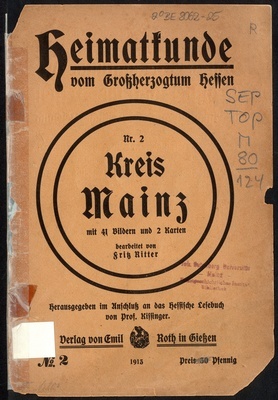 R
Heimatkunde
vom Großherzogtum Hessen
SEP
TOP
M
80
124
Nr. 2
Kreis
Mainz
mit 41 Bildern und 2 Karten
bearbeitet von
Fritz Ritter
Herausgegeben im Anschluß an das Hessische Lesebuch
von Prof. Kissinger.
Verlag von Emil Roth in Gießen
No. 2 1913 Preis Pfennig